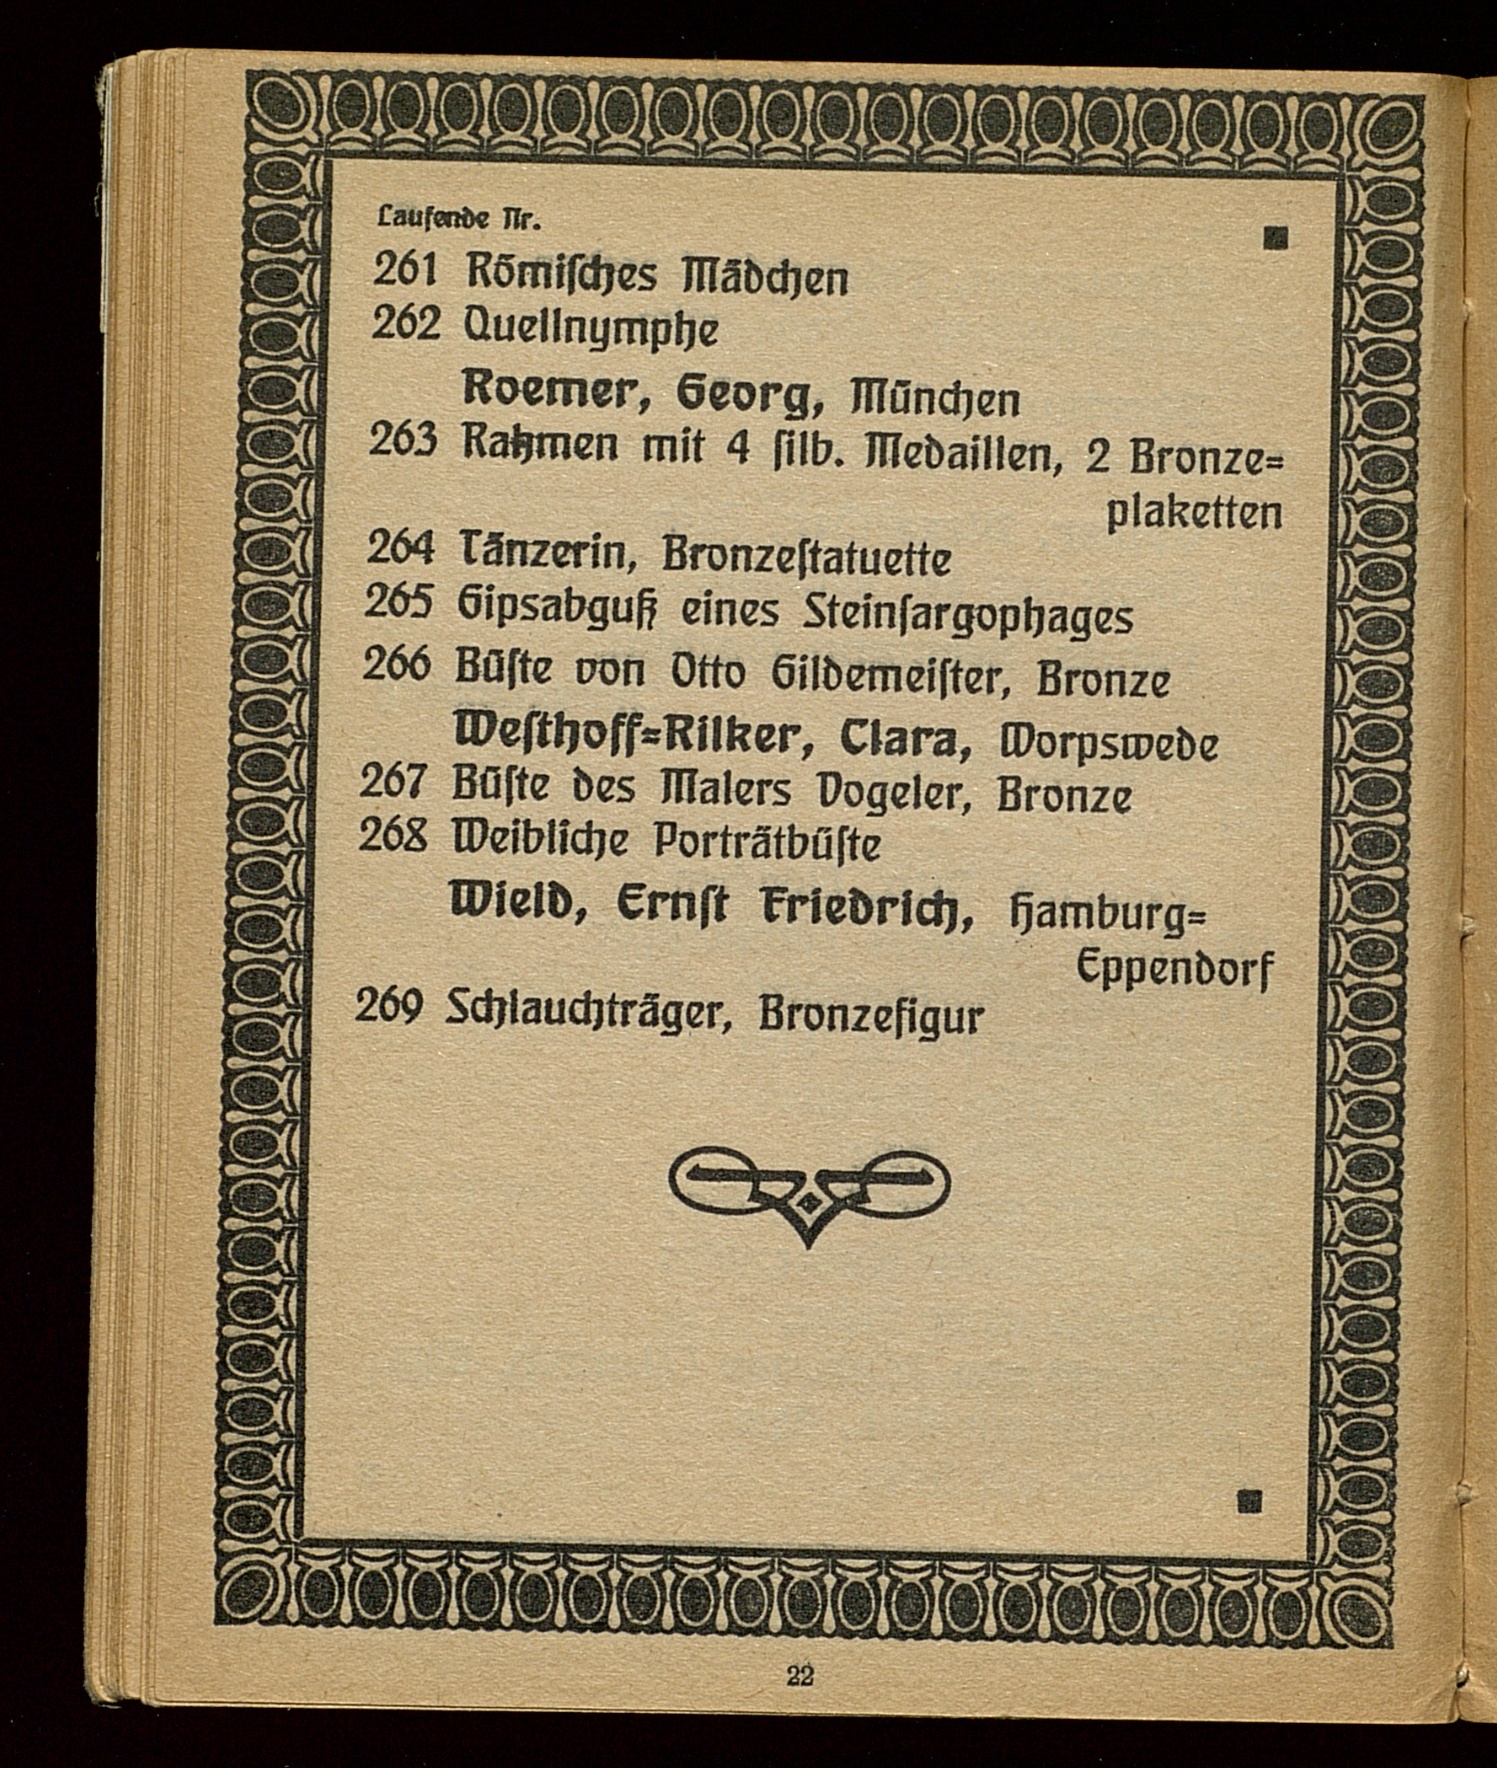 Laufende Nr.
261 Römisches Mädchen
262 Quellnymphe
Roemer, Georg, München
263 Rahmen mit 4 silb. Medaillen, 2 Bronze=
plaketten
264 Tänzerin, Bronzestatuette
265 Gipsabguß eines Steinsargophages
266 Büste von Otto Gildemeister, Bronze
Westhoff=Rilker, Clara, Worpswede
267 Büste des Malers Vogeler, Bronze
268 Weibliche Porträtbüste
Wield, Ernst Friedrich, Hamburg=
Eppendorf
269 Schlauchträger, Bronzefigur
22